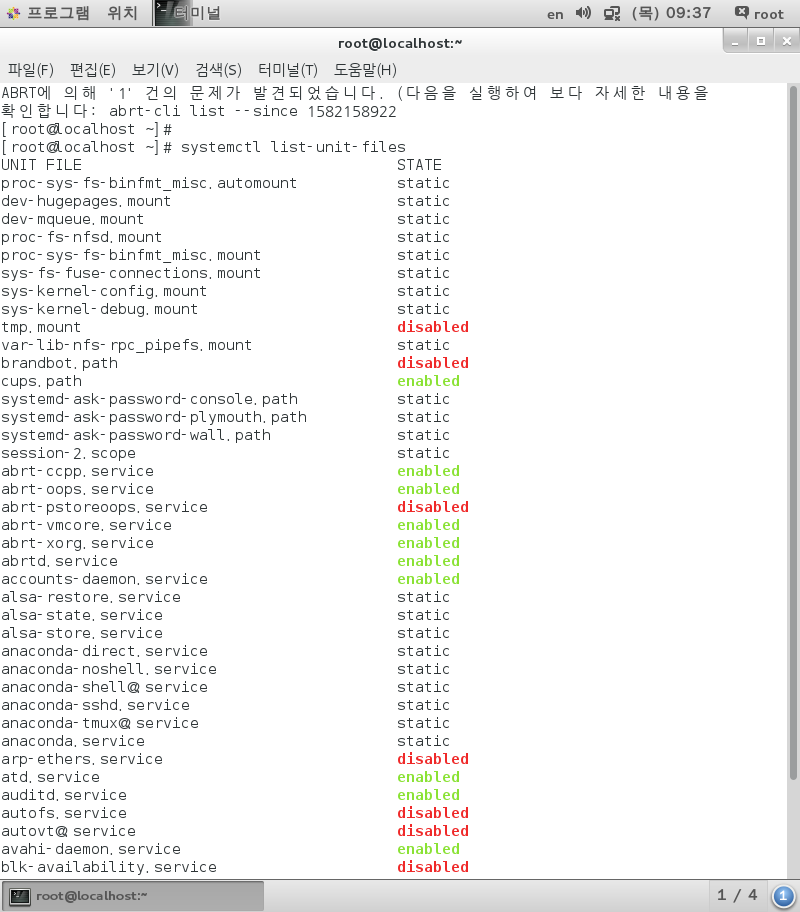 프로그램 위치 터미널 en (목) 09:37 root
root@localhost:~
파일(F) 편집(E) 보기(V) 검색(S) 터미널(T) 도움말(H)
ABRT에 의해 '1' 건의 문제가 발견되었습니다. (다음을 실행하여 보다 자세한 내용을
확인합니다: abrt-cli list --since 1582158922
[root@localhost ~]#
[root@localhost ~]# systemctl list-unit-files
UNIT FILE STATE
proc-sys-fs-binfmt_misc.automount static
dev-hugepages.mount static
dev-mqueue.mount static
proc-fs-nfsd.mount static
proc-sys-fs-binfmt_misc.mount static
sys-fs-fuse-connections.mount static
sys-kernel-config.mount static
sys-kernel-debug.mount static
tmp.mount disabled
var-lib-nfs-rpc_pipefs.mount static
brandbot.path disabled
cups.path enabled
systemd-ask-password-console.path static
systemd-ask-password-plymouth.path static
systemd-ask-password-wall.path static
session-2.scope static
abrt-ccpp.service enabled
abrt-oops.service enabled
abrt-pstoreoops.service disabled
abrt-vmcore.service enabled
abrt-xorg.service enabled
abrtd.service enabled
accounts-daemon.service enabled
alsa-restore.service static
alsa-state.service static
alsa-store.service static
anaconda-direct.service static
anaconda-noshell.service static
anaconda-shell@.service static
anaconda-sshd.service static
anaconda-tmux@.service static
anaconda.service static
arp-ethers.service disabled
atd.service enabled
auditd.service enabled
autofs.service disabled
autovt@.service disabled
avahi-daemon.service enabled
blk-availability.service disabled
root@localhost:~ 1 / 4 1